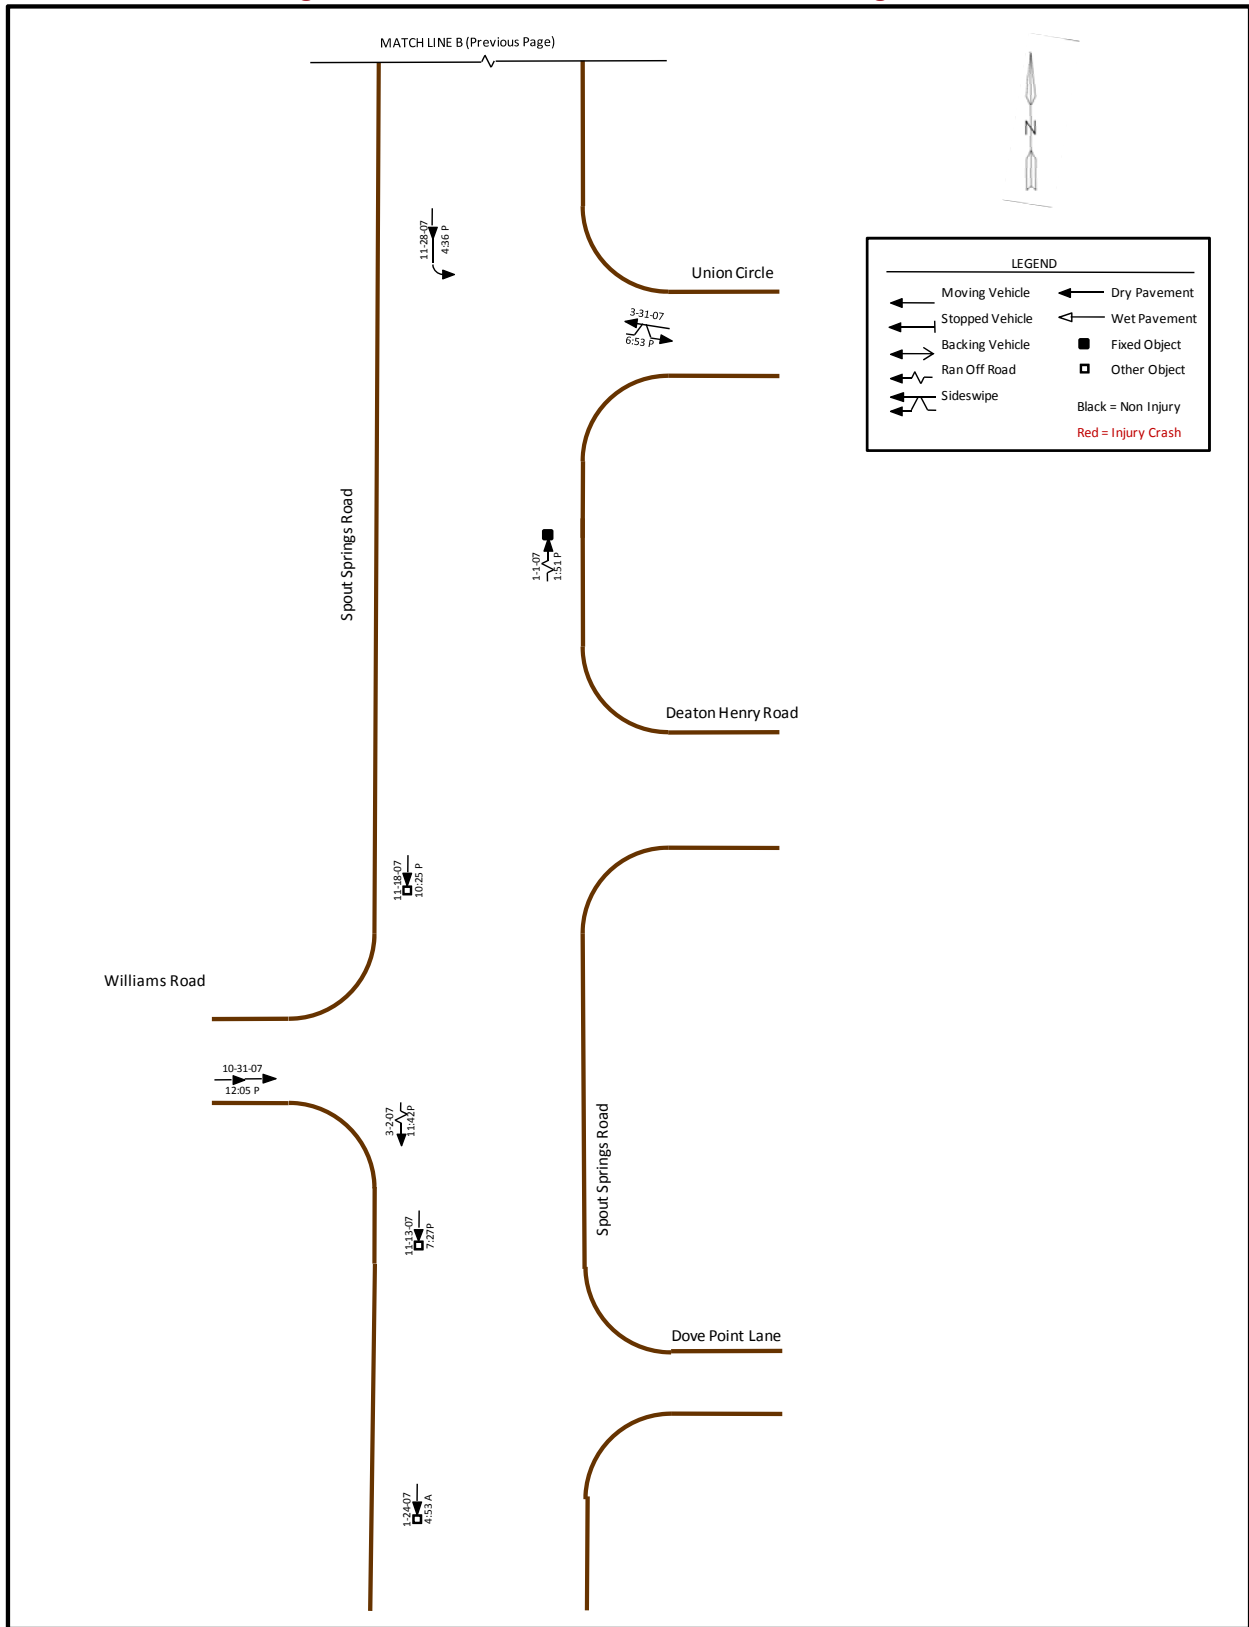 MATCH LINE B (Previous Page)
N
11-28-07
4:36 P
Union Circle
3-31-07
6:53 P
LEGEND
Moving Vehicle
Dry Pavement
Stopped Vehicle
Wet Pavement
Backing Vehicle
Fixed Object
Ran Off Road
Other Object
Sideswipe
Black = Non Injury
Red = Injury Crash
Spout Springs Road
1-1-07
1:51 P
Deaton Henry Road
11-18-07
10:25 P
Williams Road
10-31-07
12:05 P
3-2-07
11:42P
Spout Springs Road
11-13-07
7:27P
Dove Point Lane
1-24-07
4:53 A